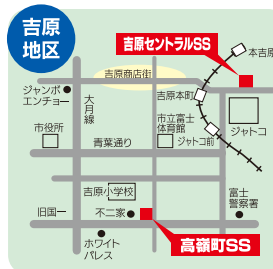 吉原
地区
吉原セントラルSS
本吉原
吉原商店街
ジャンボ
エンチョー
大月線
吉原本町
市役所
市立富士
体育館
ジャトコ前
ジャトコ
青葉通り
吉原小学校
旧国一
不二家
富士
警察署
高嶺町SS
ホワイト
パレス